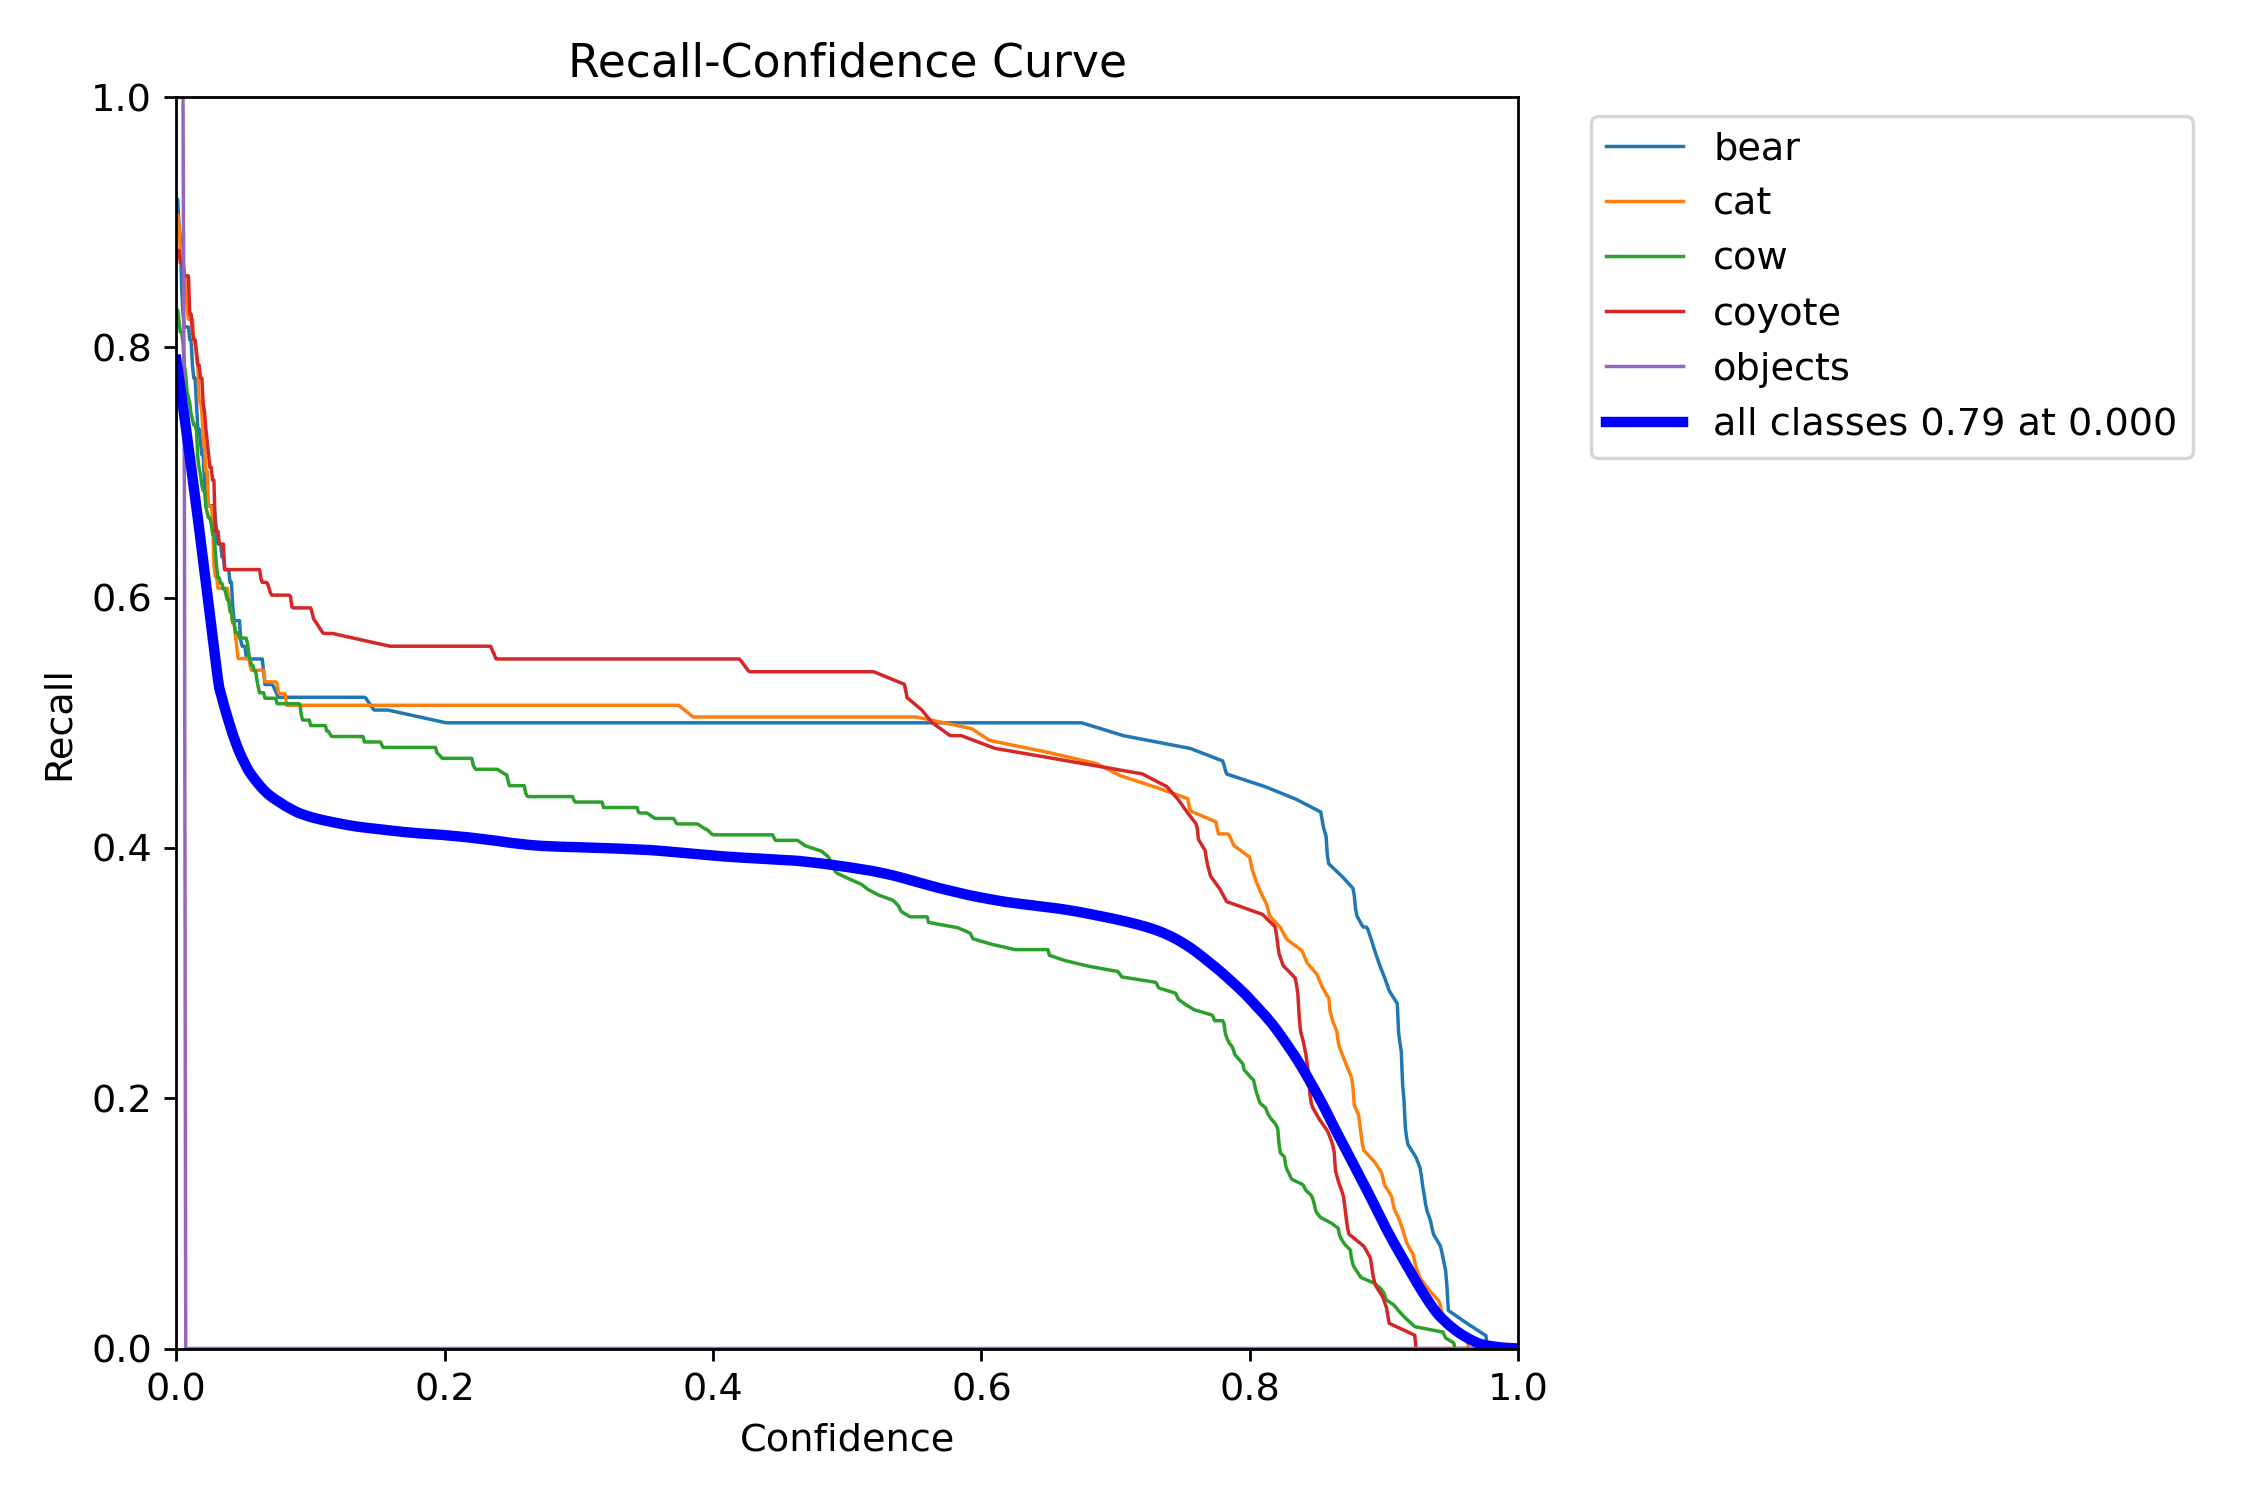 Recall-Confidence Curve
1.0
0.8
0.6
0.4
0.2
0.0
Recall
0.0 0.2 0.4 0.6 0.8 1.0
Confidence
bear
cat
cow
coyote
objects
all classes 0.79 at 0.000